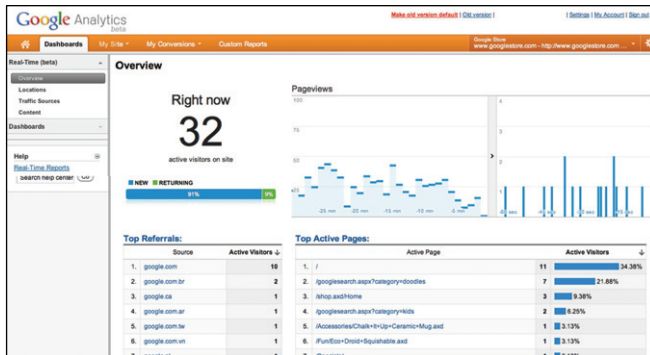 Google Analytics
beta
Make old version default | Old version | | Settings | My Account | Sign out
Dashboards My Site My Conversions Custom Reports
Google Store
www.googlestore.com - http://www.googlestore.com ...
Real-Time (beta)
Overview
Locations
Traffic Sources
Content
Dashboards
Help
Real-Time Reports
Search help center Go
Overview
Right now
32
active visitors on site
NEW RETURNING
91% 9%
Pageviews
100
75
50
25
-25 min -20 min -15 min -10 min -5 min
4
3
2
1
Top Referrals:
Source Active Visitors
1. google.com 10
2. google.com.br 2
3. google.ca 1
4. google.com.ar 1
5. google.com.tw 1
6. google.com.vn 1
Top Active Pages:
Active Page Active Visitors
1. / 11 34.38%
2. /googlesearch.aspx?category=doodles 7 21.88%
3. /shop.axd/Home 3 9.38%
4. /googlesearch.aspx?category=kids 2 6.25%
5. /Accessories/Chalk+It+Up+Ceramic+Mug.axd 1 3.13%
6. /Fun/Eco+Droid+Squishable.axd 1 3.13%